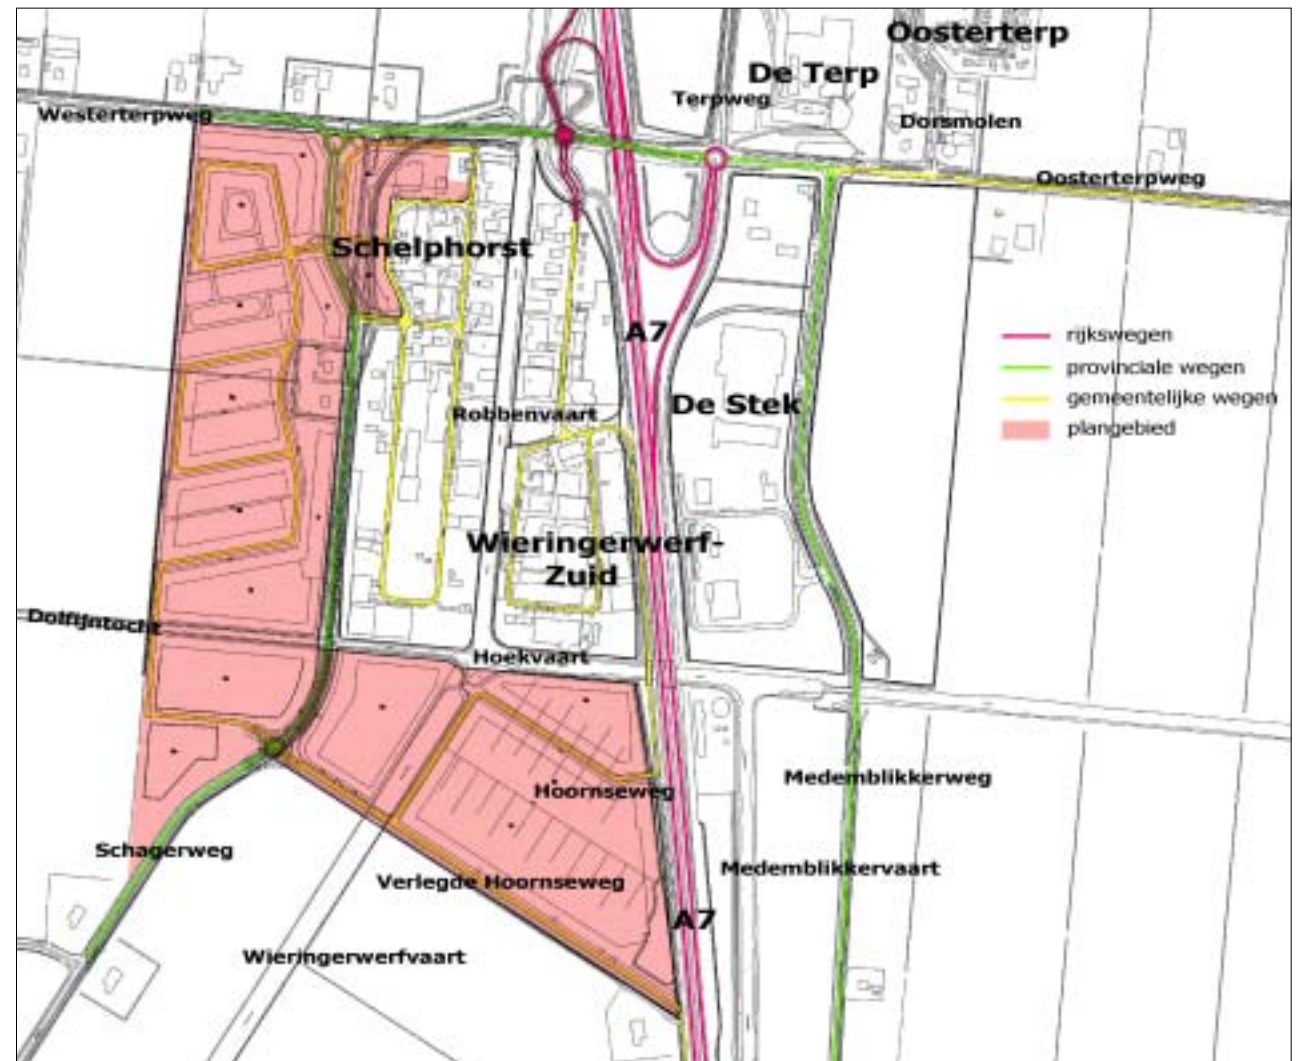 Oosterterp
De Terp
Terpweg
Westerterpweg
Dorsmolen
Oosterterpweg
Schelphorst
A7
rijkswegen
provinciale wegen
gemeentelijke wegen
plangebied
De Stek
Robbenvaart
Wieringerwerf-
Zuid
Dolfijntocht
Hoekvaart
Hoornseweg
Medemblikkerweg
Schagerweg
Medemblikkervaart
Verlegde Hoornseweg
A7
Wieringerwerfvaart